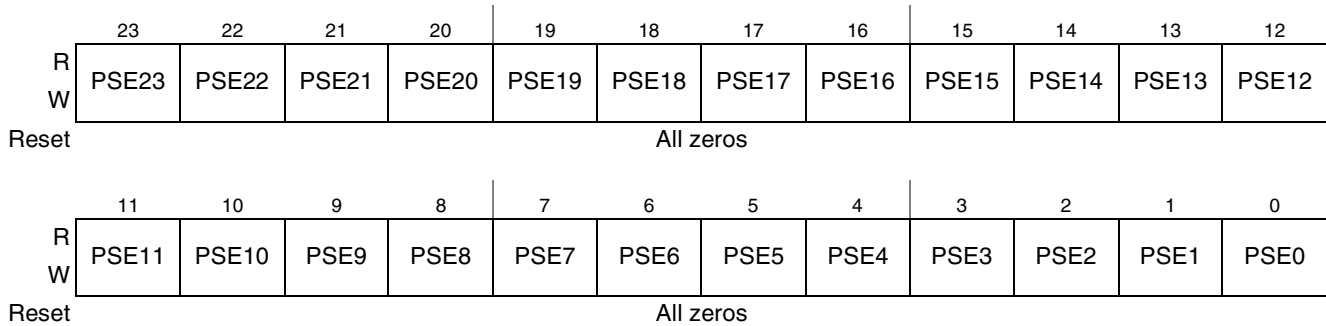 23 22 21 20 19 18 17 16 15 14 13 12
R
PSE23 PSE22 PSE21 PSE20 PSE19 PSE18 PSE17 PSE16 PSE15 PSE14 PSE13 PSE12
W
Reset All zeros
11 10 9 8 7 6 5 4 3 2 1 0
R
PSE11 PSE10 PSE9 PSE8 PSE7 PSE6 PSE5 PSE4 PSE3 PSE2 PSE1 PSE0
W
Reset All zeros